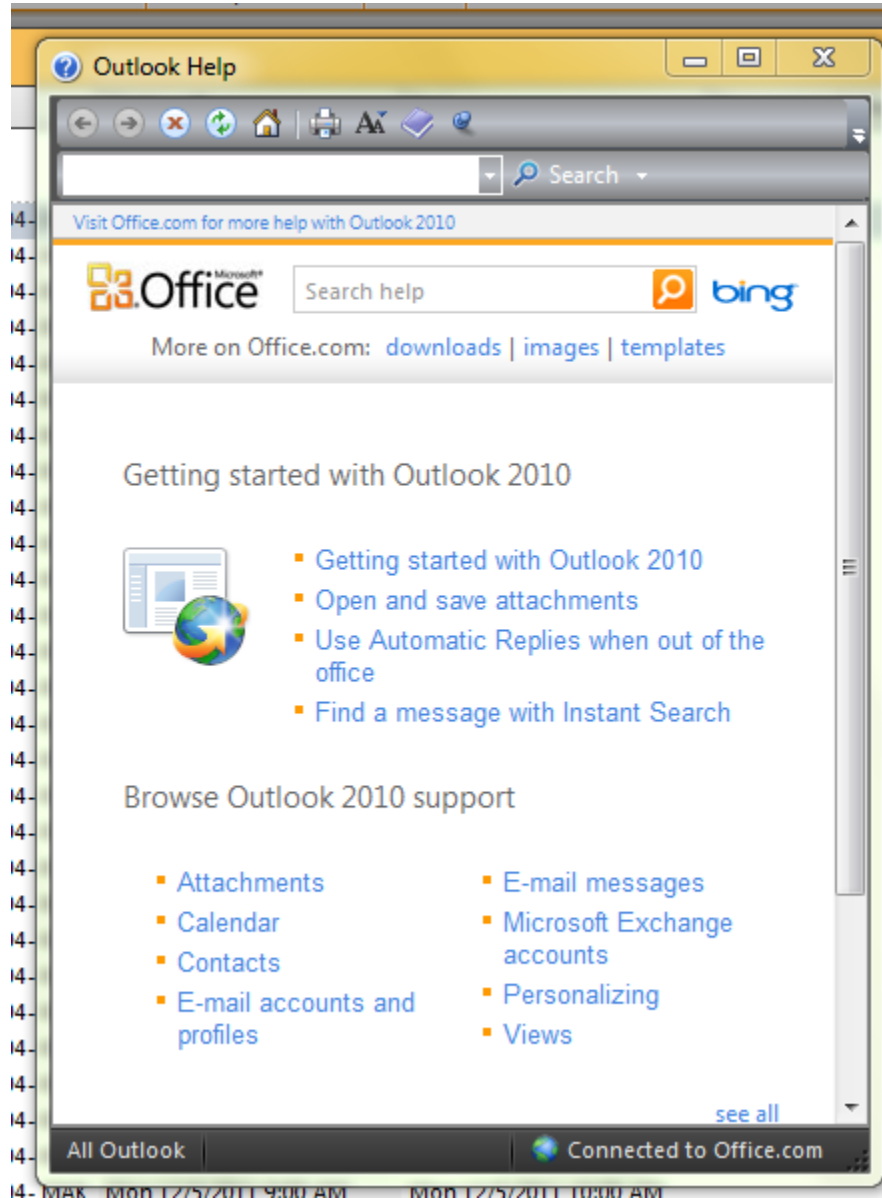 Outlook Help
Search
Visit Office.com for more help with Outlook 2010
Microsoft®
Office
Search help
bing
More on Office.com: downloads | images | templates
Getting started with Outlook 2010
Getting started with Outlook 2010
Open and save attachments
Use Automatic Replies when out of the
office
Find a message with Instant Search
Browse Outlook 2010 support
Attachments
Calendar
Contacts
E-mail accounts and
profiles
E-mail messages
Microsoft Exchange
accounts
Personalizing
Views
see all
All Outlook
Connected to Office.com
04- MAK Mon 12/5/2011 9:00 AM Mon 12/5/2011 10:00 AM